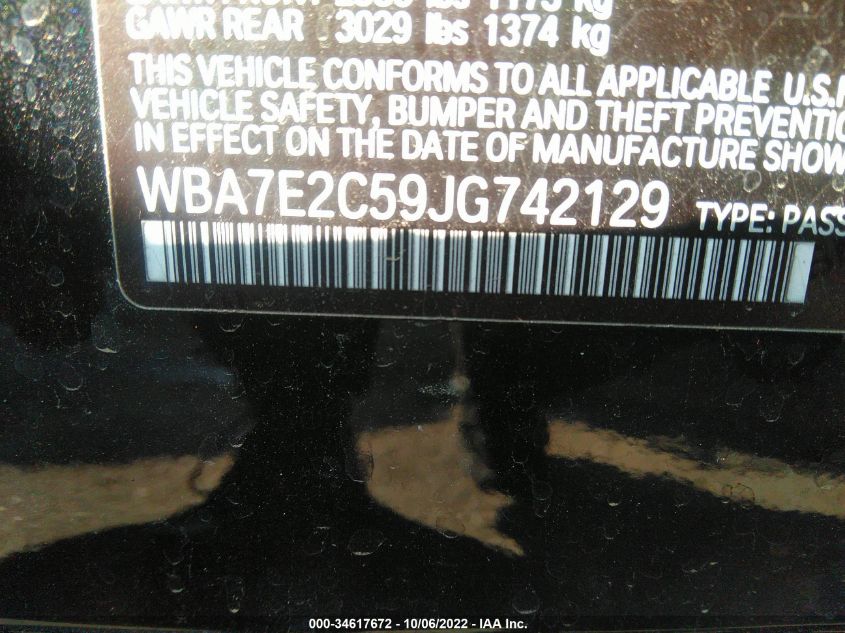 GAWR REAR 3029 lbs 1374 kg
THIS VEHICLE CONFORMS TO ALL APPLICABLE U.S.
VEHICLE SAFETY, BUMPER AND THEFT PREVENTIO
IN EFFECT ON THE DATE OF MANUFACTURE SHOW
WBA7E2C59JG742129 TYPE: PASS
000-34617672 - 10/06/2022 - IAA Inc.